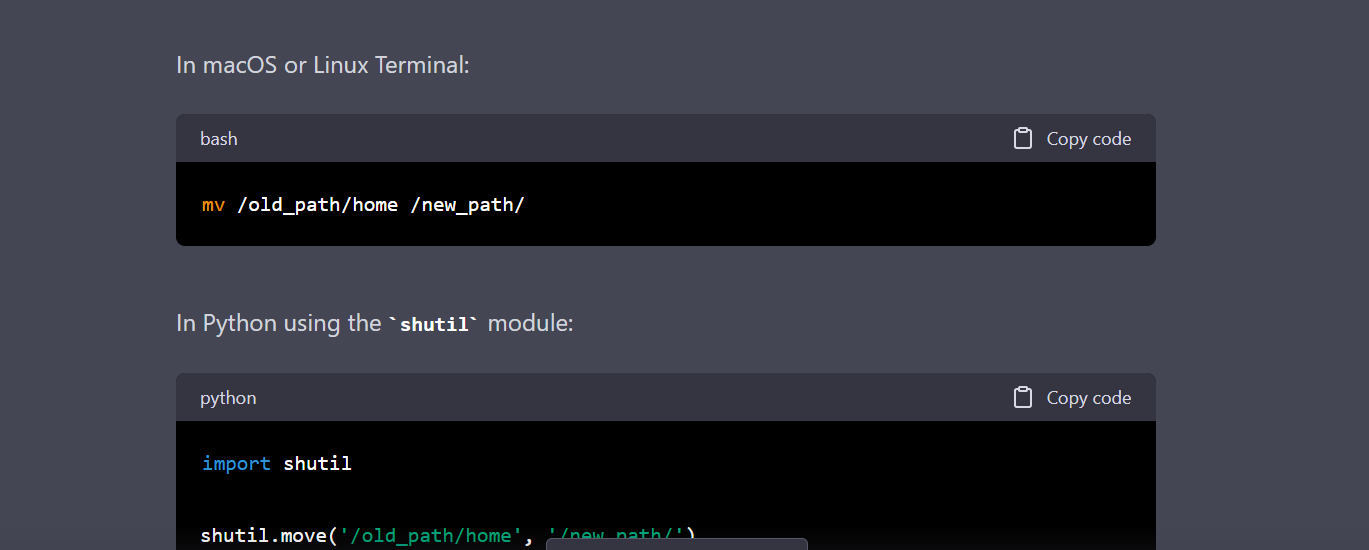 In macOS or Linux Terminal:
bash
Copy code
mv /old_path/home /new_path/
In Python using the `shutil` module:
python
Copy code
import shutil
shutil.move('/old_path/home', '/new_path/')